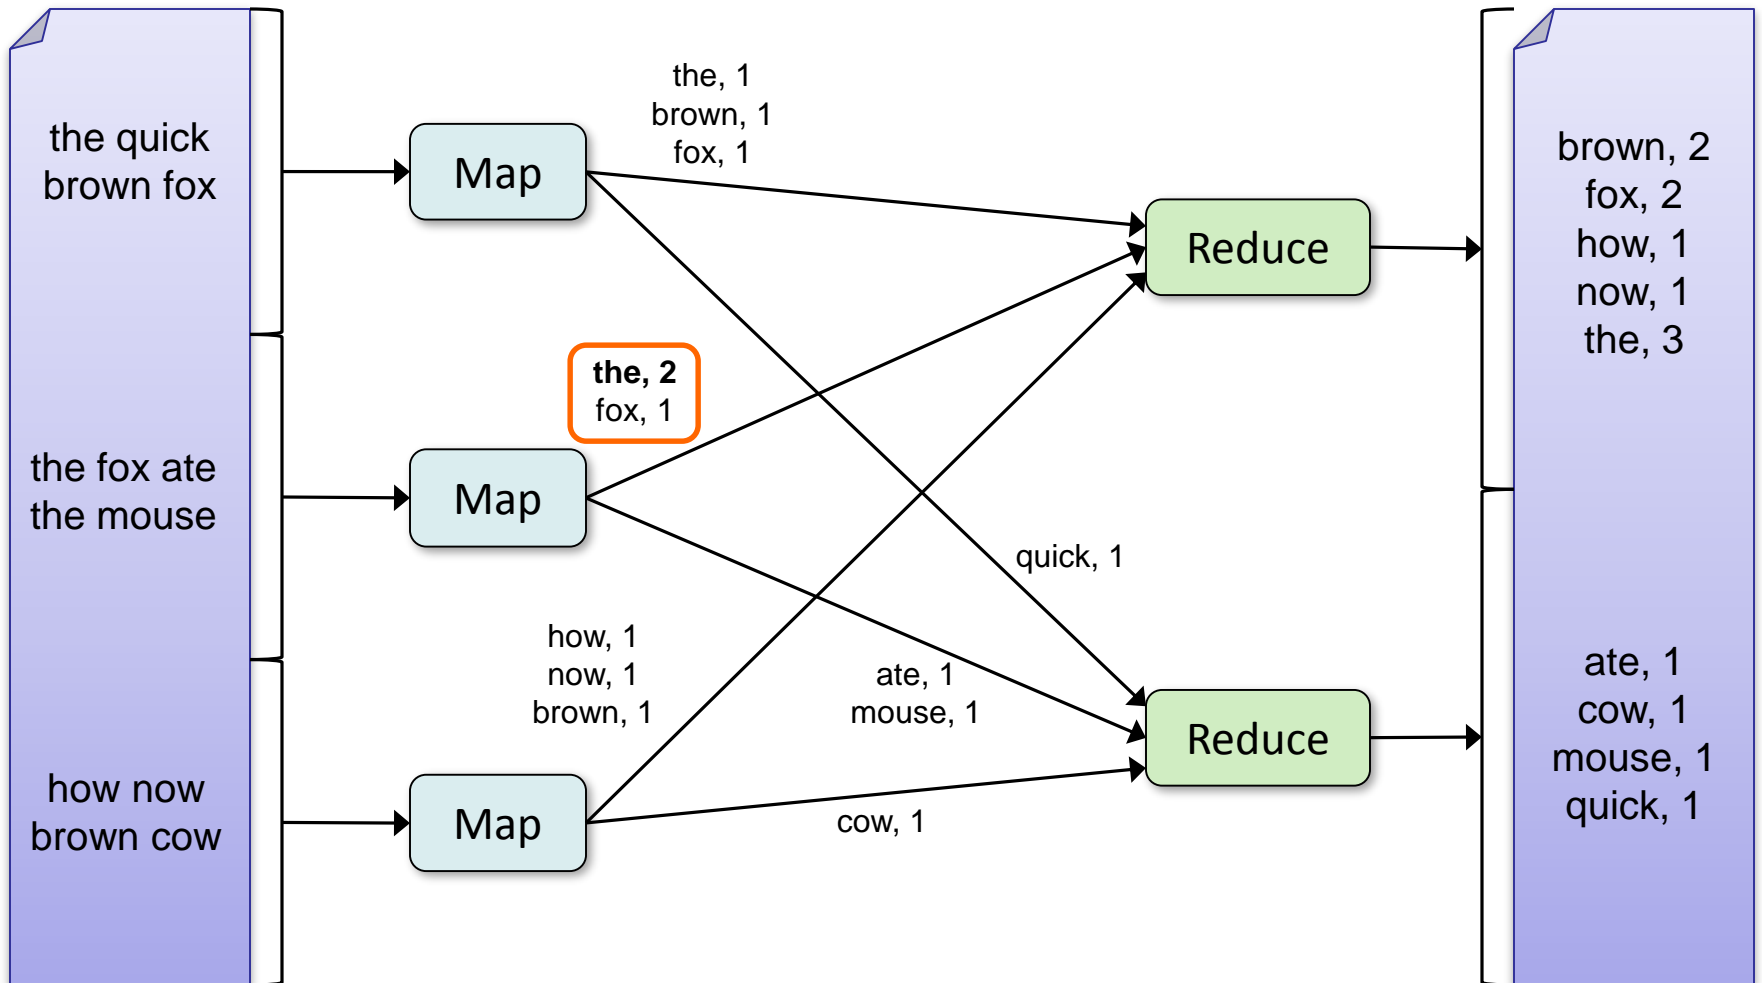 the quick
brown fox
the fox ate
the mouse
how now
brown cow
Map
Map
Map
the, 1
brown, 1
fox, 1
the, 2
fox, 1
how, 1
now, 1
brown, 1
quick, 1
ate, 1
mouse, 1
cow, 1
Reduce
Reduce
brown, 2
fox, 2
how, 1
now, 1
the, 3
ate, 1
cow, 1
mouse, 1
quick, 1